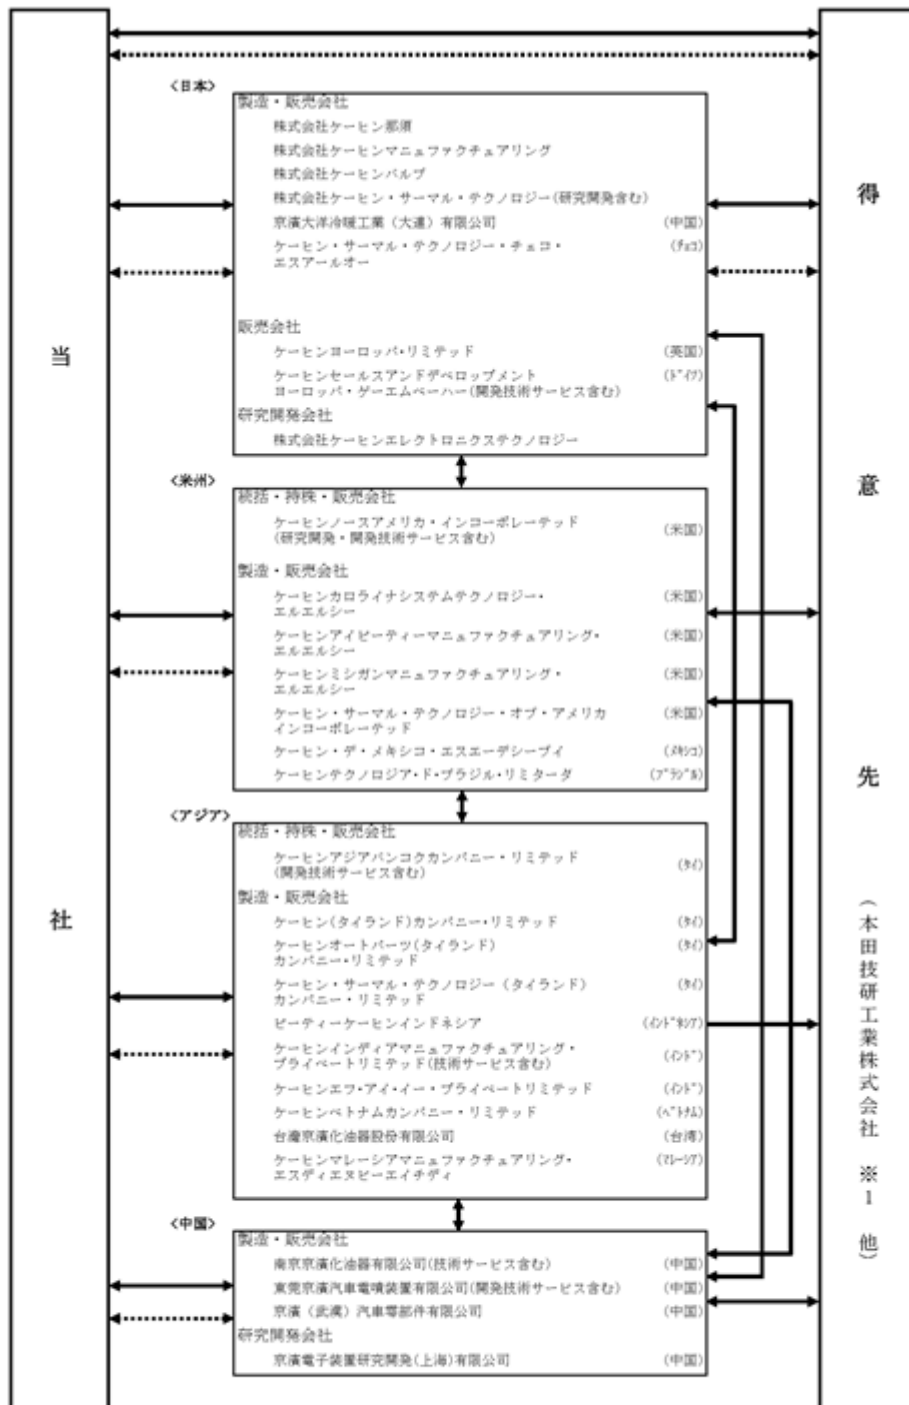 当社
得意先（本田技研工業株式会社 ※1 他）
<日本>
製造・販売会社
株式会社ケーヒン那須
株式会社ケーヒンマニュファクチュアリング
株式会社ケーヒンバルブ
株式会社ケーヒン・サーマル・テクノロジー(研究開発含む)
京濱大洋冷暖工業（大連）有限公司 (中国)
ケーヒン・サーマル・テクノロジー・チェコ・ (ﾁｪｺ)
エスアールオー
販売会社
ケーヒンヨーロッパ・リミテッド (英国)
ケーヒンセールスアンドデベロップメント (ﾄﾞｲﾂ)
ヨーロッパ・ゲーエムベーハー(開発技術サービス含む)
研究開発会社
株式会社ケーヒンエレクトロニクステクノロジー
<米州>
統括・持株・販売会社
ケーヒンノースアメリカ・インコーポレーテッド (米国)
(研究開発・開発技術サービス含む)
製造・販売会社
ケーヒンカロライナシステムテクノロジー・ (米国)
エルエルシー
ケーヒンアイピーティーマニュファクチュアリング・ (米国)
エルエルシー
ケーヒンミシガンマニュファクチュアリング・ (米国)
エルエルシー
ケーヒン・サーマル・テクノロジー・オブ・アメリカ (米国)
インコーポレーテッド
ケーヒン・デ・メキシコ・エスエーデシーブイ (ﾒｷｼｺ)
ケーヒンテクノロジア・ド・ブラジル・リミターダ (ﾌﾞﾗｼﾞﾙ)
<アジア>
統括・持株・販売会社
ケーヒンアジアバンコクカンパニー・リミテッド (ﾀｲ)
(開発技術サービス含む)
製造・販売会社
ケーヒン(タイランド)カンパニー・リミテッド (ﾀｲ)
ケーヒンオートパーツ(タイランド) (ﾀｲ)
カンパニー・リミテッド
ケーヒン・サーマル・テクノロジー（タイランド） (ﾀｲ)
カンパニー・リミテッド
ピーティーケーヒンインドネシア (ｲﾝﾄﾞﾈｼｱ)
ケーヒンインディアマニュファクチュアリング・ (ｲﾝﾄﾞ)
プライベートリミテッド(技術サービス含む)
ケーヒンエフ・アイ・イー・プライベートリミテッド (ｲﾝﾄﾞ)
ケーヒンベトナムカンパニー・リミテッド (ﾍﾞﾄﾅﾑ)
台灣京濱化油器股份有限公司 (台湾)
ケーヒンマレーシアマニュファクチュアリング・ (ﾏﾚｰｼｱ)
エスディエヌビーエイチディ
<中国>
製造・販売会社
南京京濱化油器有限公司(技術サービス含む) (中国)
東莞京濱汽車電噴装置有限公司(開発技術サービス含む) (中国)
京濱（武漢）汽車零部件有限公司 (中国)
研究開発会社
京濱電子装置研究開発(上海)有限公司 (中国)